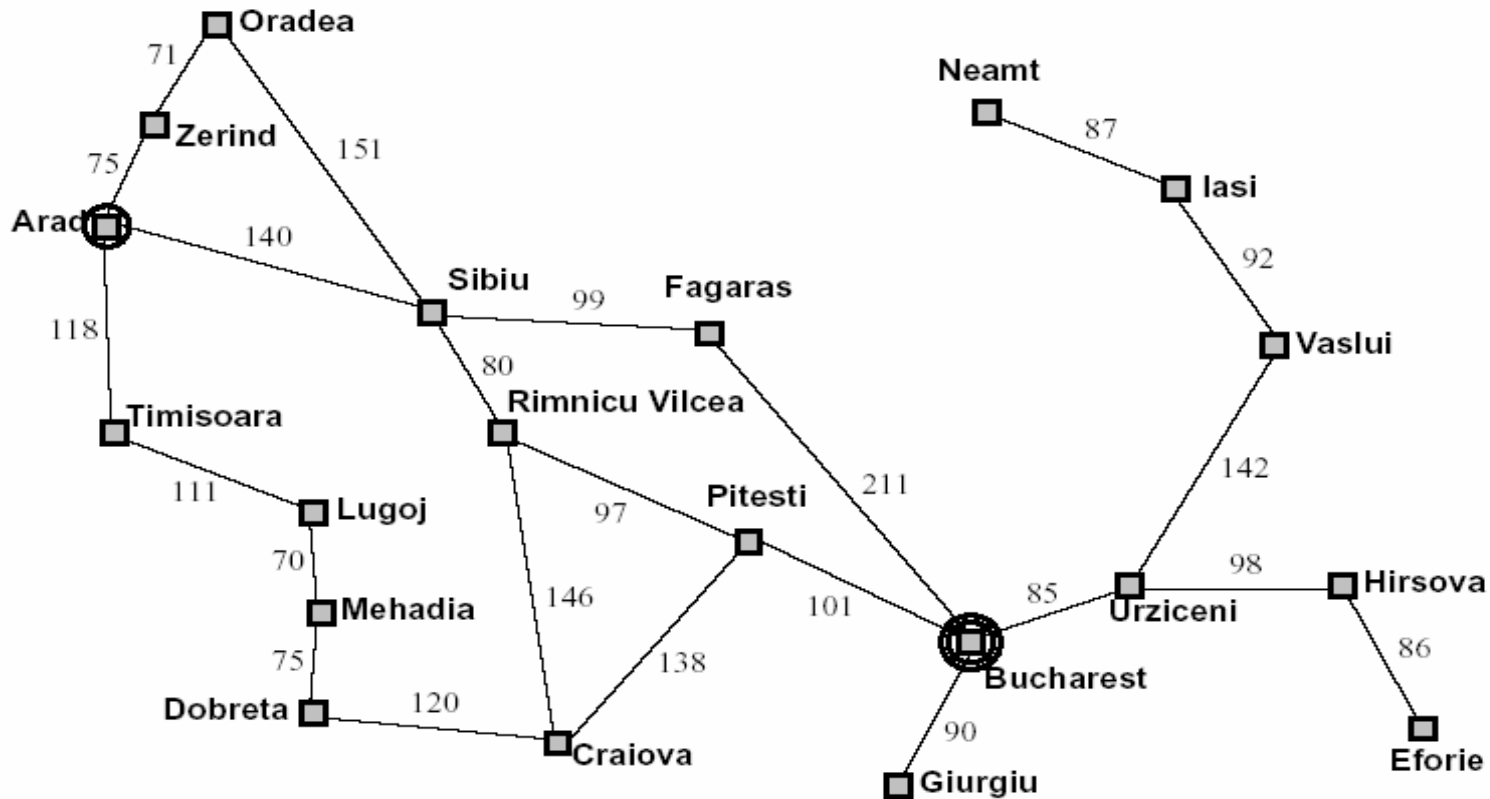 Oradea
71
Neamt
87
Zerind
151
75
Iasi
Arad
140
92
Sibiu
Fagaras
99
118
Vaslui
80
Rimnicu Vilcea
Timisoara
142
111
211
Pitesti
Lugoj
97
70
98
Hirsova
146
85
Mehadia
101
Urziceni
138
86
75
Bucharest
Dobreta
120
90
Craiova
Eforie
Giurgiu